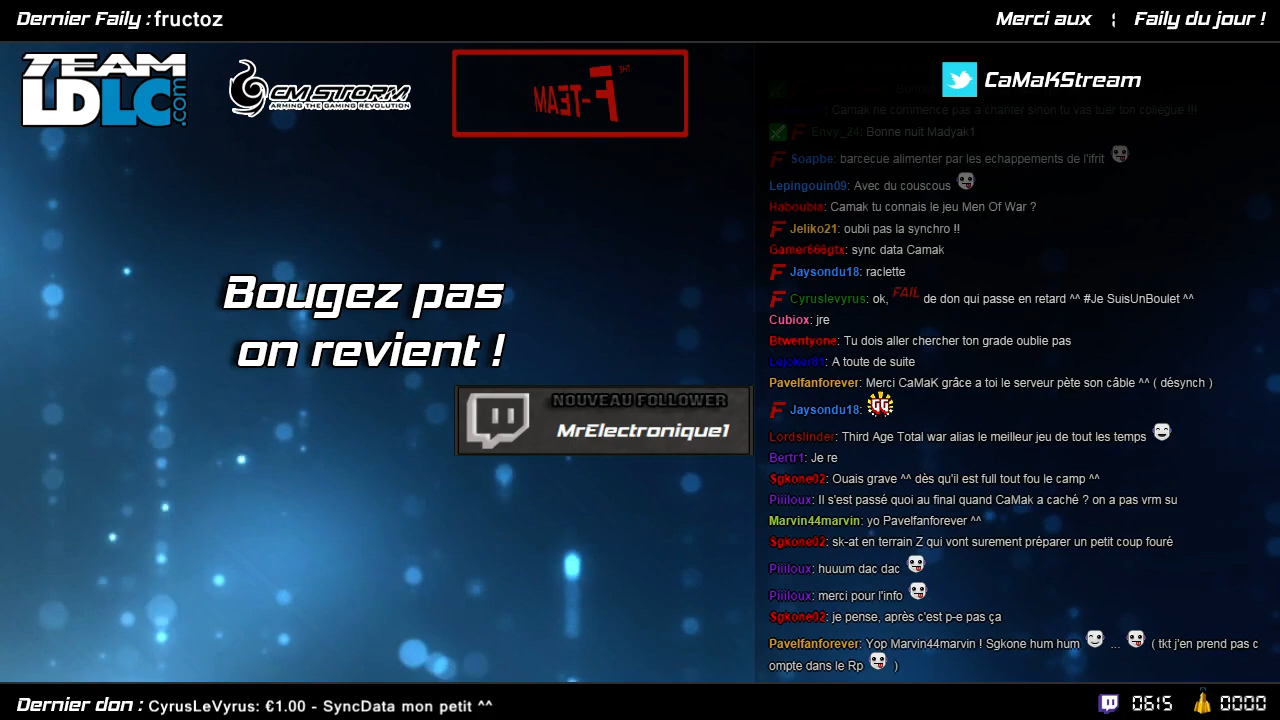 Dernier Faily : fructoz
Merci aux ¦ Faily du jour !
TEAM
LDLC.com
CM STORM
ARMING THE GAMING REVOLUTION
THE
F-TEAM
CaMaKStream
Camak ne commence pas a chanter sinon tu vas tuer ton collègue !!!
Envy_24: Bonne nuit Madyak1
Soapbe: barcecue alimenter par les echappements de l'ifrit
Lepingouin09: Avec du couscous
Haboubia: Camak tu connais le jeu Men Of War ?
Jeliko21: oubli pas la synchro !!
Gamer666gtx: sync data Camak
Jaysondu18: raclette
Cyruslevyrus: ok, FAIL de don qui passe en retard ^^ #Je SuisUnBoulet ^^
Cubiox: jre
Btwentyone: Tu dois aller chercher ton grade oublie pas
Lejoker81: A toute de suite
Pavelfanforever: Merci CaMaK grâce a toi le serveur pète son câble ^^ ( désynch )
Jaysondu18: GG
Lordslinder: Third Age Total war alias le meilleur jeu de tout les temps
Bertr1: Je re
Sgkone02: Ouais grave ^^ dès qu'il est full tout fou le camp ^^
Piiiloux: Il s'est passé quoi au final quand CaMak a caché ? on a pas vrm su
Marvin44marvin: yo Pavelfanforever ^^
Sgkone02: sk-at en terrain Z qui vont surement préparer un petit coup fouré
Piiiloux: huuum dac dac
Piiiloux: merci pour l'info
Sgkone02: je pense, après c'est p-e pas ça
Pavelfanforever: Yop Marvin44marvin ! Sgkone hum hum ... ( tkt j'en prend pas c
ompte dans le Rp )
Bougez pas
on revient !
NOUVEAU FOLLOWER
MrElectronique1
Dernier don : CyrusLeVyrus: €1.00 - SyncData mon petit ^^
0615
0000